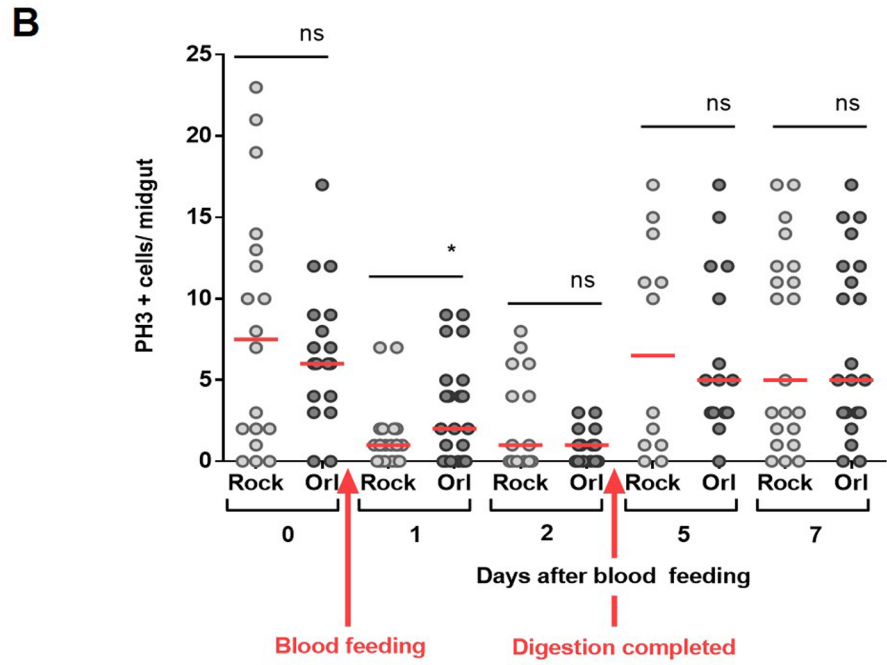 B
ns
25
ns
ns
20
PH3 + cells/ midgut
15
*
ns
10
5
0
Rock Orl Rock Orl Rock Orl Rock Orl Rock Orl
0 1 2 5 7
Days after blood feeding
Blood feeding Digestion completed